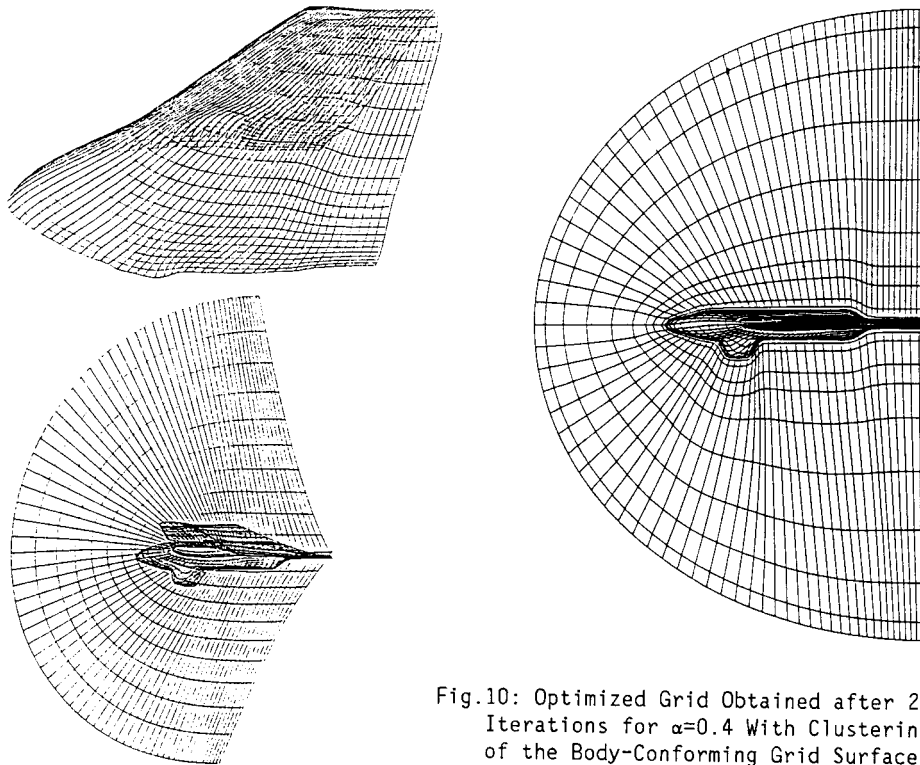 Fig.10: Optimized Grid Obtained after 2
Iterations for α=0.4 With Clusterin
of the Body-Conforming Grid Surface